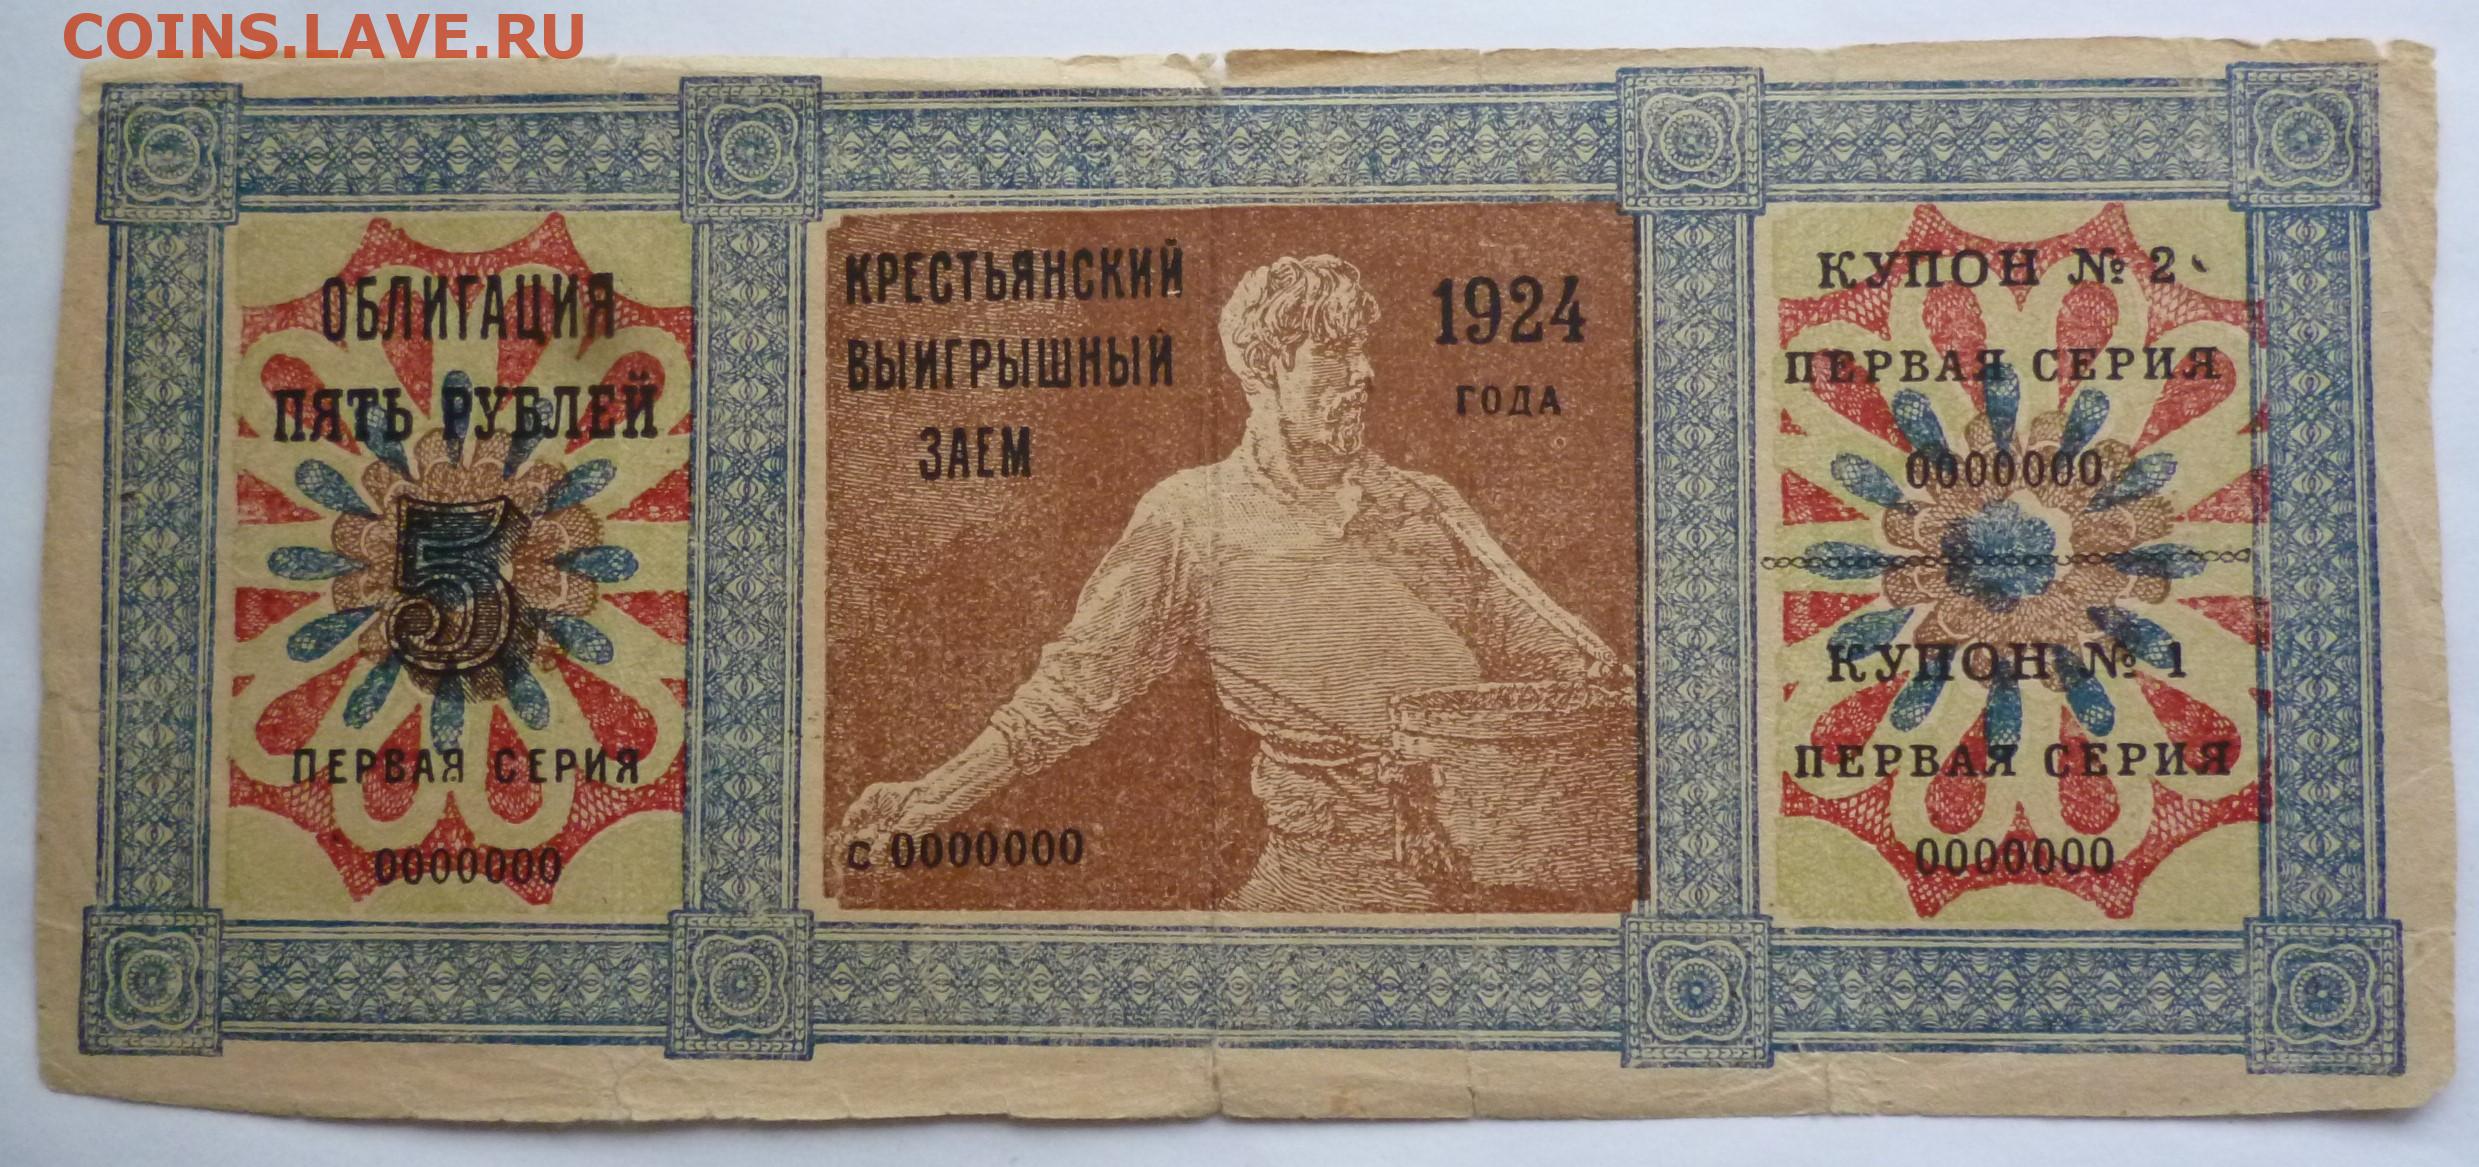 COINS.LAVE.RU
ОБЛИГАЦИЯ
ПЯТЬ РУБЛЕЙ
5
ПЕРВАЯ СЕРИЯ
0000000
КРЕСТЬЯНСКИЙ
ВЫИГРЫШНЫЙ
ЗАЕМ
1924
ГОДА
С 0000000
КУПОН № 2
ПЕРВАЯ СЕРИЯ
0000000
КУПОН № 1
ПЕРВАЯ СЕРИЯ
0000000